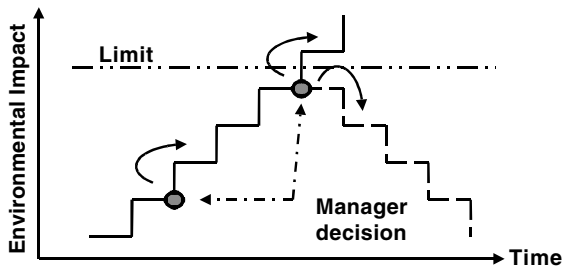 Environmental Impact
Limit
Manager
decision
Time